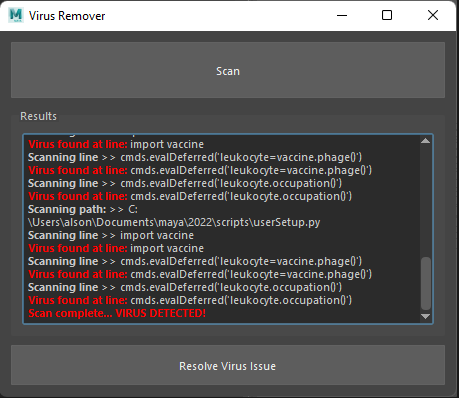 Virus Remover
Scan
Results
Virus found at line: import vaccine
Scanning line >> cmds.evalDeferred('leukocyte=vaccine.phage()')
Virus found at line: cmds.evalDeferred('leukocyte=vaccine.phage()')
Scanning line >> cmds.evalDeferred('leukocyte.occupation()')
Virus found at line: cmds.evalDeferred('leukocyte.occupation()')
Scanning path: >> C:
\Users\alson\Documents\maya\2022\scripts\userSetup.py
Scanning line >> import vaccine
Virus found at line: import vaccine
Scanning line >> cmds.evalDeferred('leukocyte=vaccine.phage()')
Virus found at line: cmds.evalDeferred('leukocyte=vaccine.phage()')
Scanning line >> cmds.evalDeferred('leukocyte.occupation()')
Virus found at line: cmds.evalDeferred('leukocyte.occupation()')
Scan complete... VIRUS DETECTED!
Resolve Virus Issue